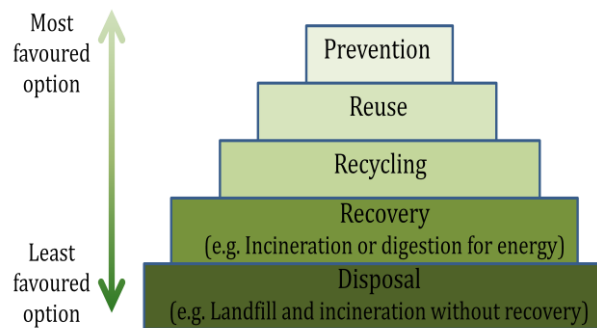 Most
favoured
option
Prevention
Reuse
Recycling
Recovery
(e.g. Incineration or digestion for energy)
Least
favoured
option
Disposal
(e.g. Landfill and incineration without recovery)